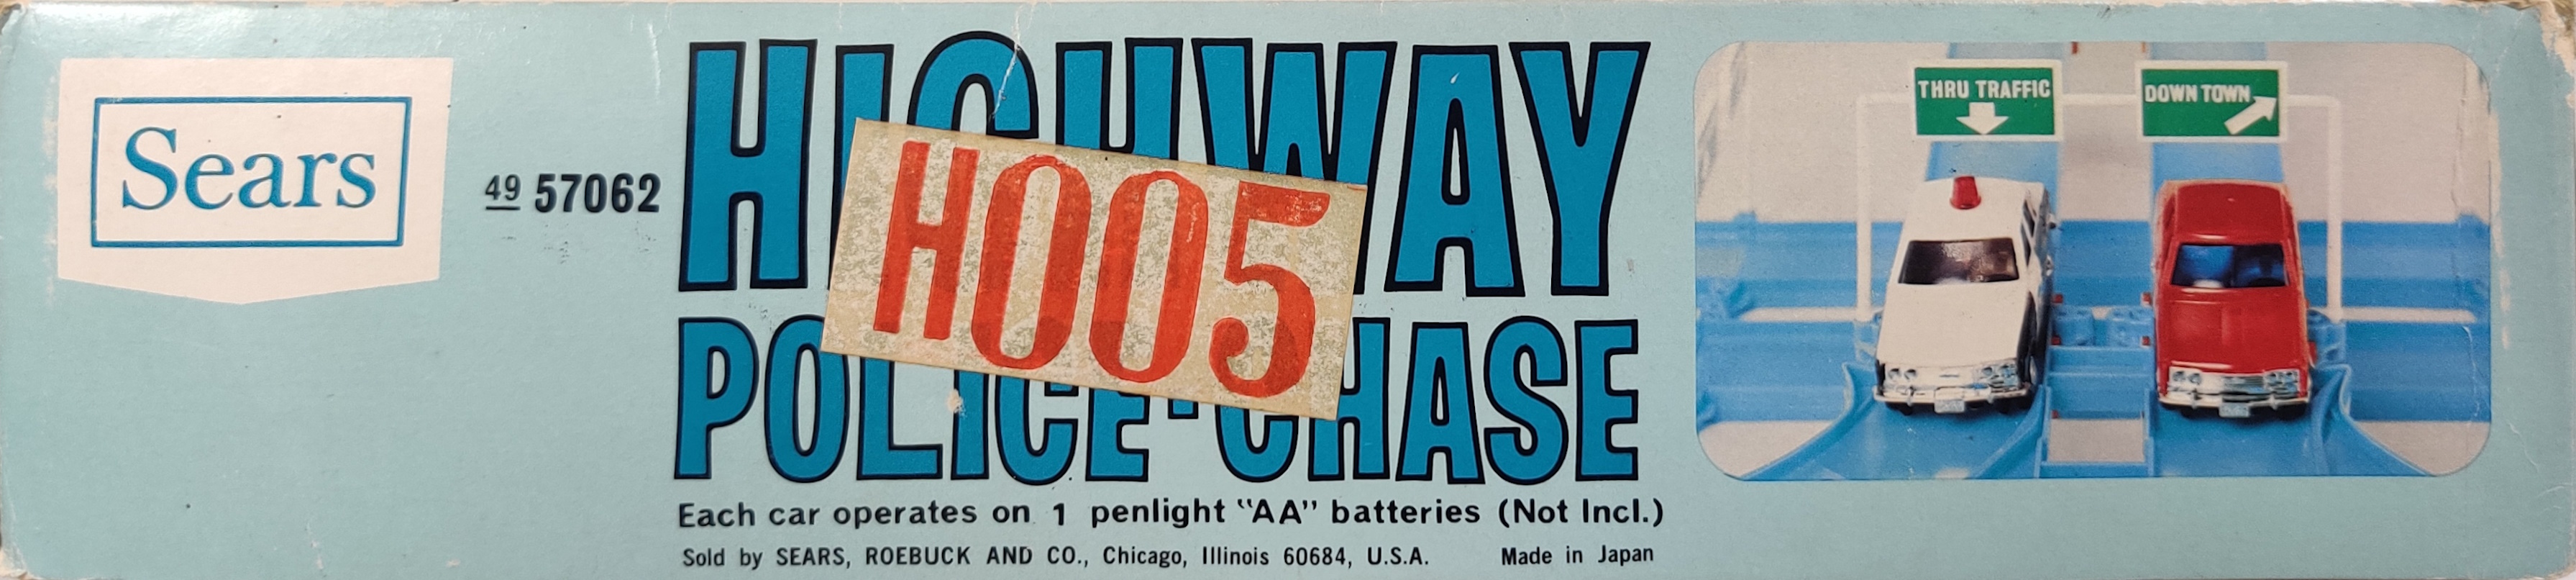 Sears
49 57062
HIGHWAY
POLICE-CHASE
H005
Each car operates on 1 penlight "AA" batteries (Not Incl.)
Sold by SEARS, ROEBUCK AND CO., Chicago, Illinois 60684, U.S.A. Made in Japan
THRU TRAFFIC
DOWN TOWN